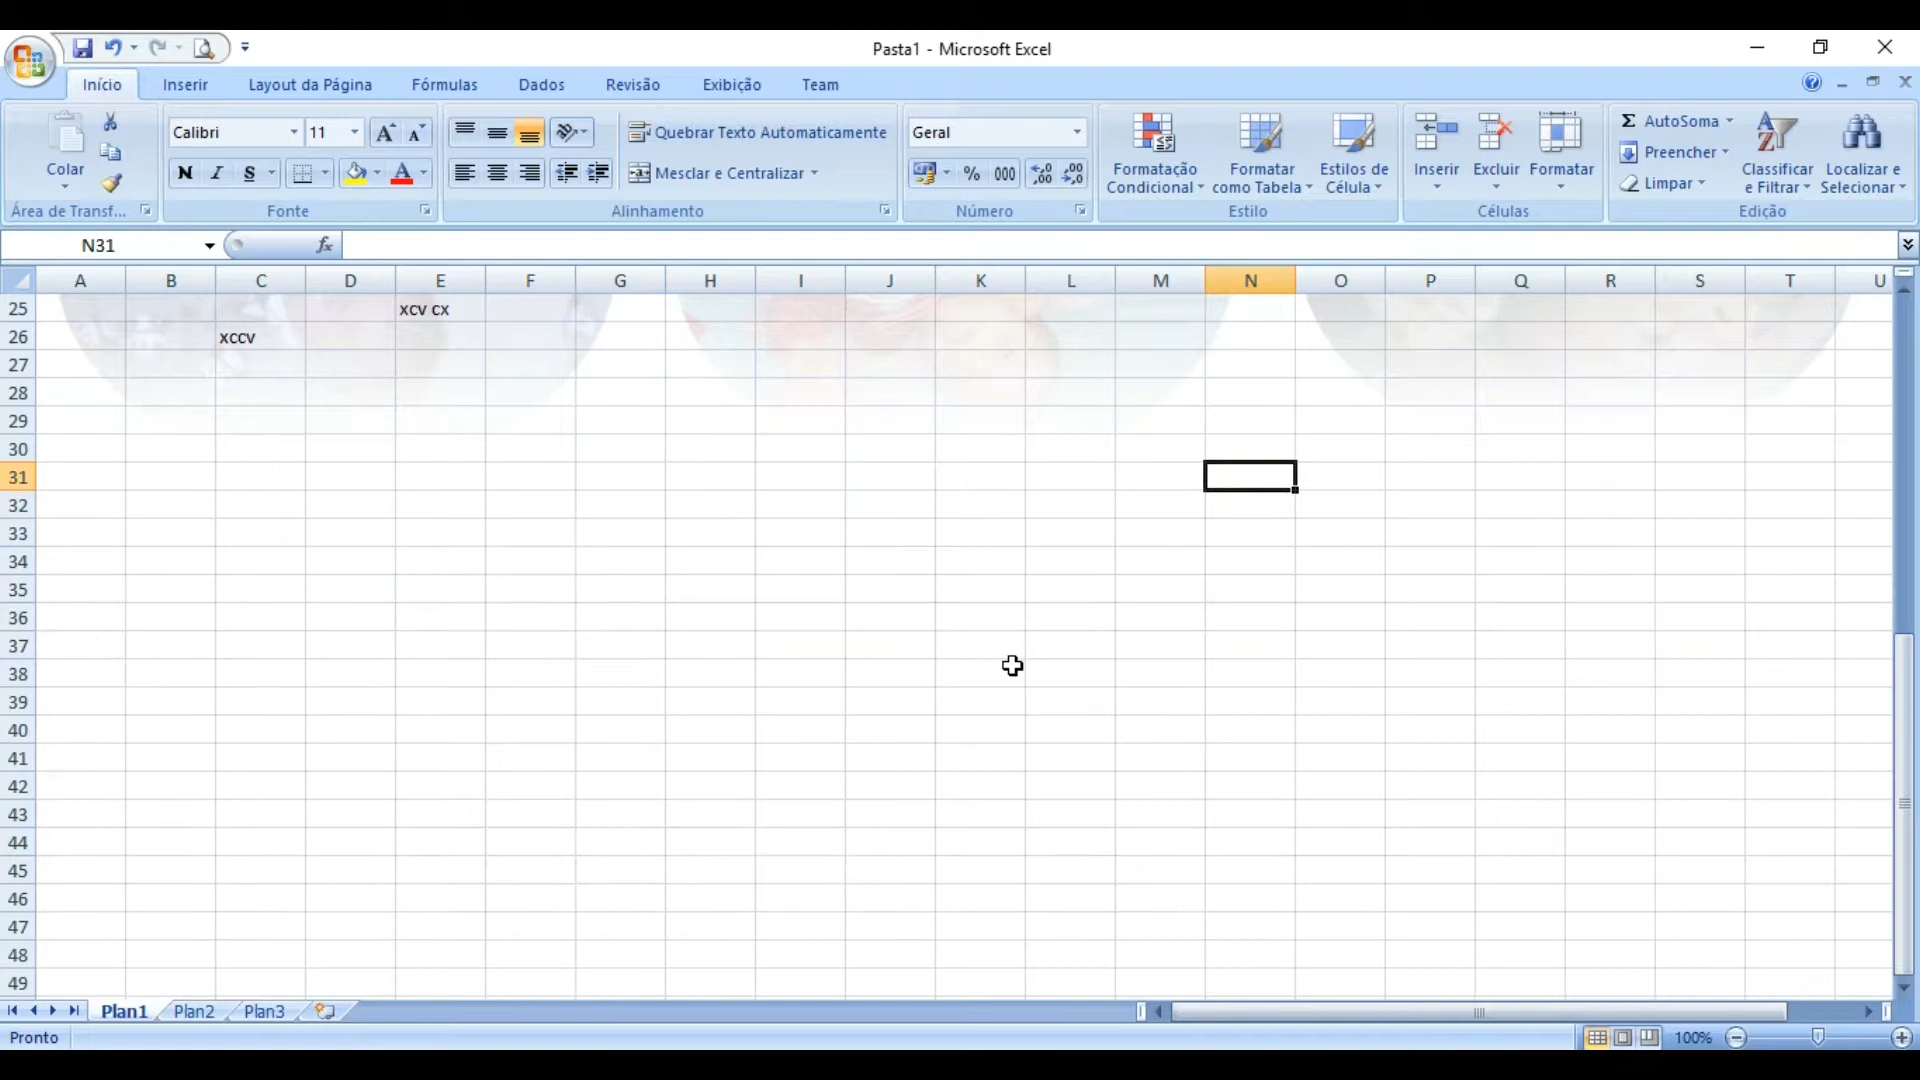 Pasta1 - Microsoft Excel
Início Inserir Layout da Página Fórmulas Dados Revisão Exibição Team
Colar
Área de Transf...
Calibri 11
N I S
Fonte
Quebrar Texto Automaticamente
Mesclar e Centralizar
Alinhamento
Geral
% 000
Número
Formatação Condicional
Formatar como Tabela
Estilos de Célula
Estilo
Inserir Excluir Formatar
Células
Σ AutoSoma
Preencher
Limpar
Classificar e Filtrar
Localizar e Selecionar
Edição
N31 fx
A B C D E F G H I J K L M N O P Q R S T U
25 xcv cx
26 xccv
27
28
29
30
31
32
33
34
35
36
37
38
39
40
41
42
43
44
45
46
47
48
49
Plan1 Plan2 Plan3
Pronto 100%